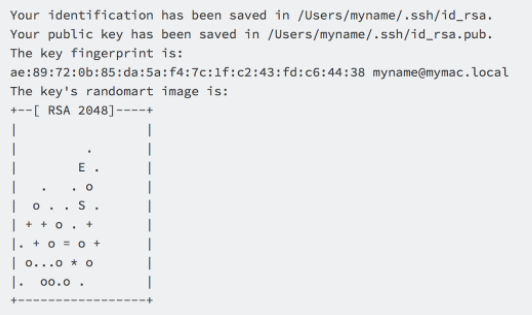 Your identification has been saved in /Users/myname/.ssh/id_rsa.
Your public key has been saved in /Users/myname/.ssh/id_rsa.pub.
The key fingerprint is:
ae:89:72:0b:85:da:5a:f4:7c:1f:c2:43:fd:c6:44:38 myname@mymac.local
The key's randomart image is:
+--[ RSA 2048]----+
|                 |
|         .       |
|        E .      |
|   .   . o       |
|  o . . S .      |
| + + o . +       |
|. + o = o +      |
| o...o * o       |
|.  oo.o .        |
+-----------------+